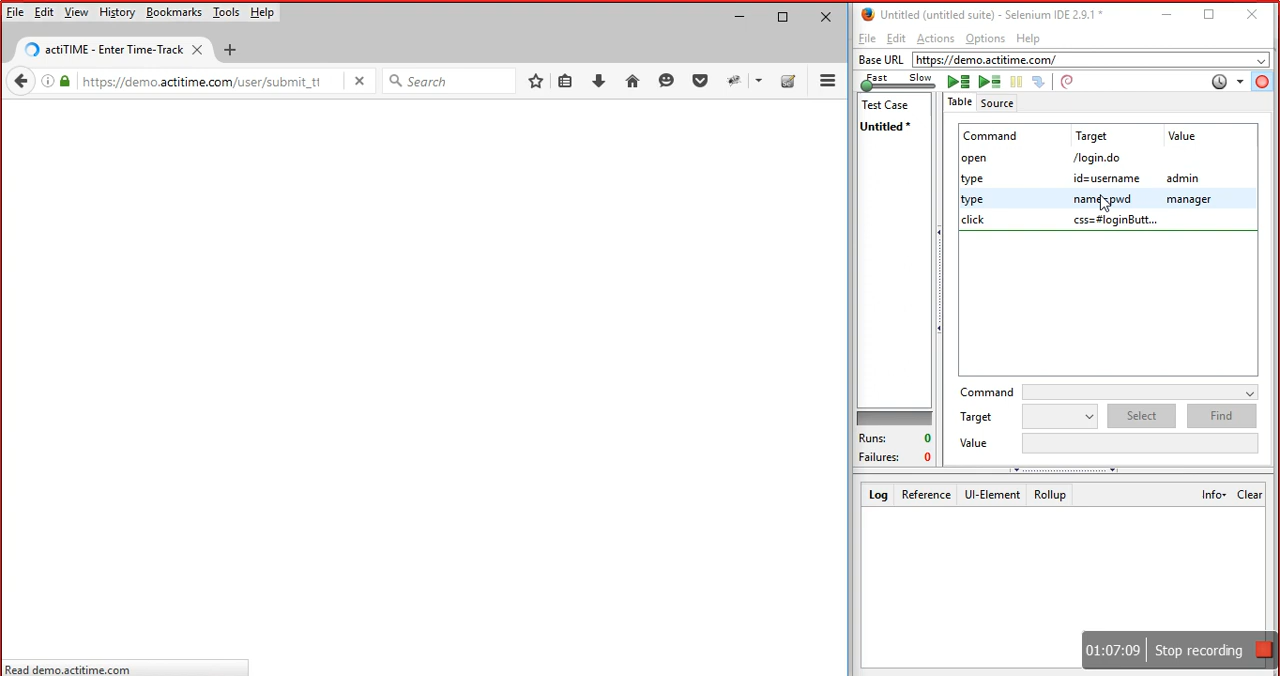 File Edit View History Bookmarks Tools Help
actiTIME - Enter Time-Track
https://demo.actitime.com/user/submit_tt
Search
Untitled (untitled suite) - Selenium IDE 2.9.1 *
File Edit Actions Options Help
Base URL https://demo.actitime.com/
Fast Slow
Test Case
Untitled *
Table Source
Command Target Value
open /login.do
type id=username admin
type name=pwd manager
click css=#loginButt...
Command
Target Select Find
Value
Runs: 0
Failures: 0
Log Reference UI-Element Rollup Info Clear
01:07:09 Stop recording
Read demo.actitime.com